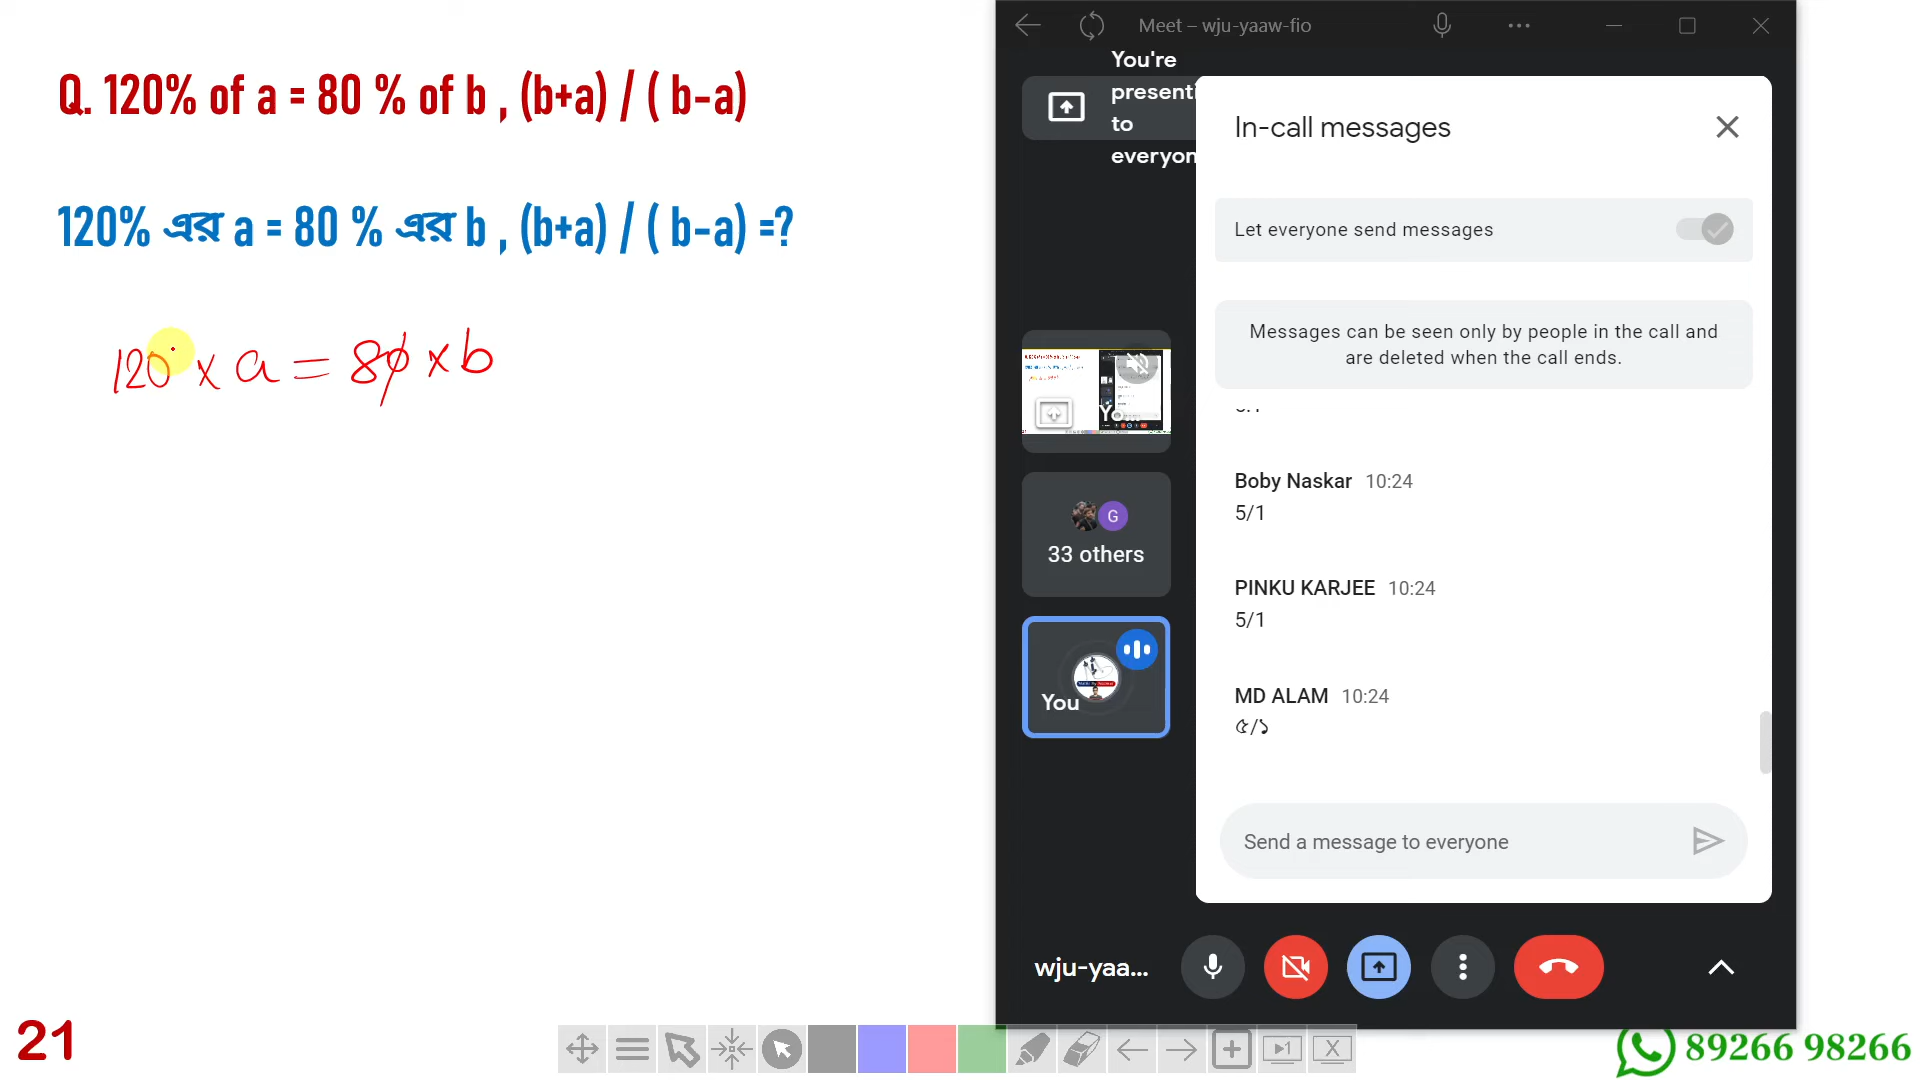 Q. 120% of a = 80 % of b , (b+a) / ( b-a)
120% এর a = 80 % এর b , (b+a) / ( b-a) =?
120 × a = 80 × b
21
Meet – wju-yaaw-fio
You're
presenti
to
everyon
In-call messages
Let everyone send messages
Messages can be seen only by people in the call and
are deleted when the call ends.
Yo...
Boby Naskar 10:24
5/1
G
33 others
PINKU KARJEE 10:24
5/1
You
MD ALAM 10:24
৫/১
Send a message to everyone
wju-yaa...
89266 98266